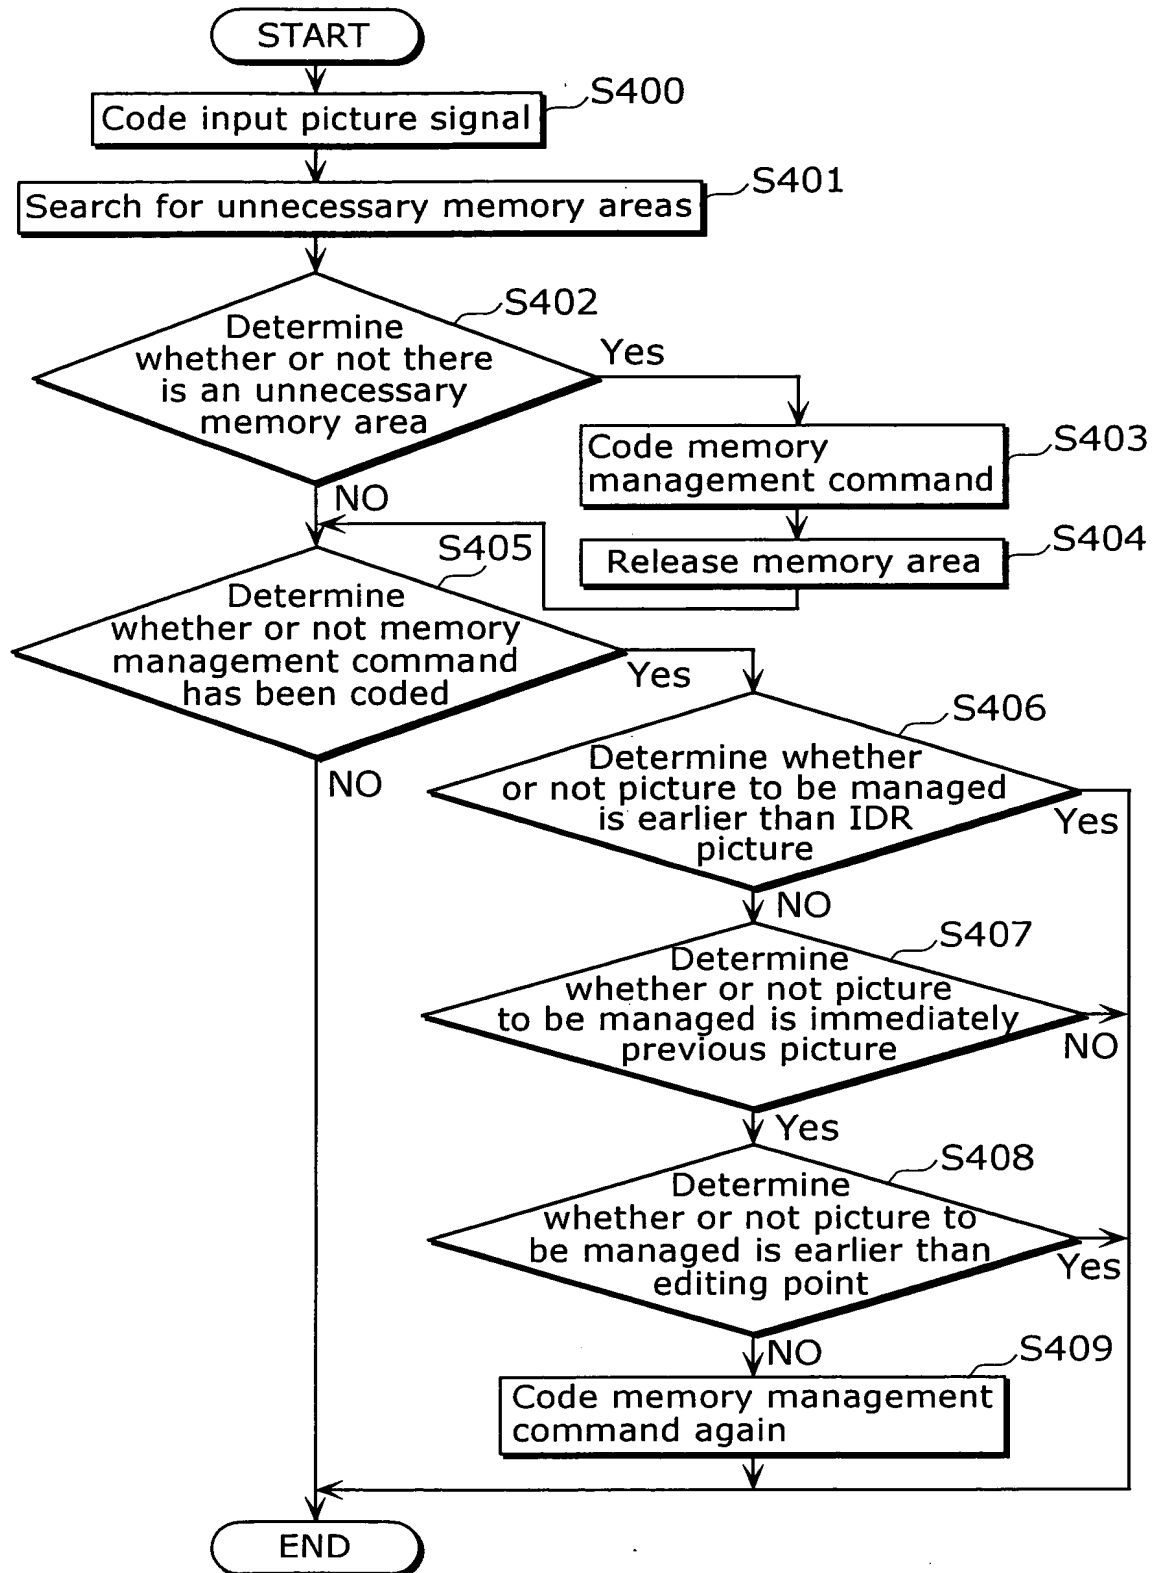 START
Code input picture signal
S400
Search for unnecessary memory areas
S401
Determine
whether or not there
is an unnecessary
memory area
S402
Yes
NO
Code memory
management command
S403
Release memory area
S404
Determine
whether or not memory
management command
has been coded
S405
Yes
NO
Determine whether
or not picture to be managed
is earlier than IDR
picture
S406
Yes
NO
Determine
whether or not picture
to be managed is immediately
previous picture
S407
NO
Yes
Determine
whether or not picture to
be managed is earlier than
editing point
S408
Yes
NO
Code memory management
command again
S409
END